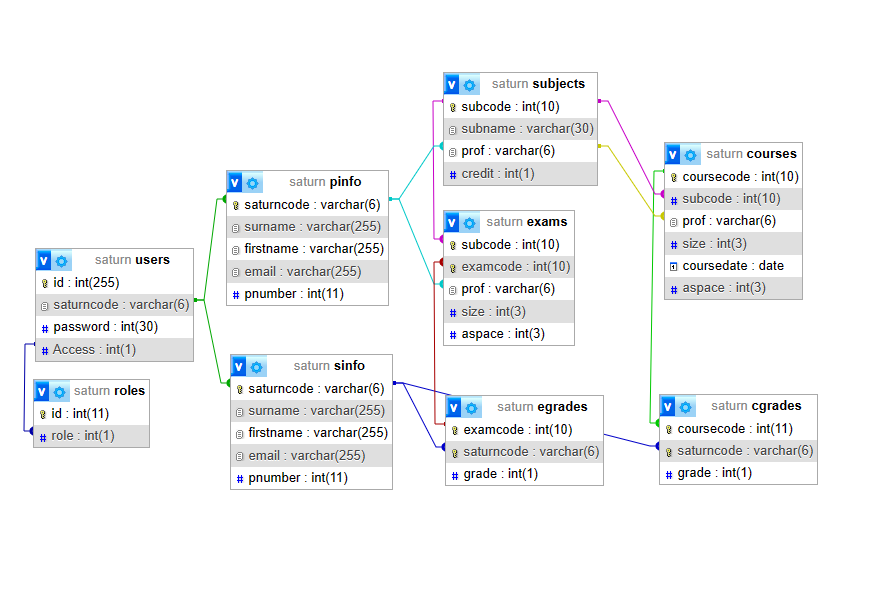 saturn subjects
subcode : int(10)
subname : varchar(30)
prof : varchar(6)
credit : int(1)
saturn courses
coursecode : int(10)
subcode : int(10)
prof : varchar(6)
size : int(3)
coursedate : date
aspace : int(3)
saturn pinfo
saturncode : varchar(6)
surname : varchar(255)
firstname : varchar(255)
email : varchar(255)
pnumber : int(11)
saturn exams
subcode : int(10)
examcode : int(10)
prof : varchar(6)
size : int(3)
aspace : int(3)
saturn users
id : int(255)
saturncode : varchar(6)
password : int(30)
Access : int(1)
saturn roles
id : int(11)
role : int(1)
saturn sinfo
saturncode : varchar(6)
surname : varchar(255)
firstname : varchar(255)
email : varchar(255)
pnumber : int(11)
saturn egrades
examcode : int(10)
saturncode : varchar(6)
grade : int(1)
saturn cgrades
coursecode : int(11)
saturncode : varchar(6)
grade : int(1)